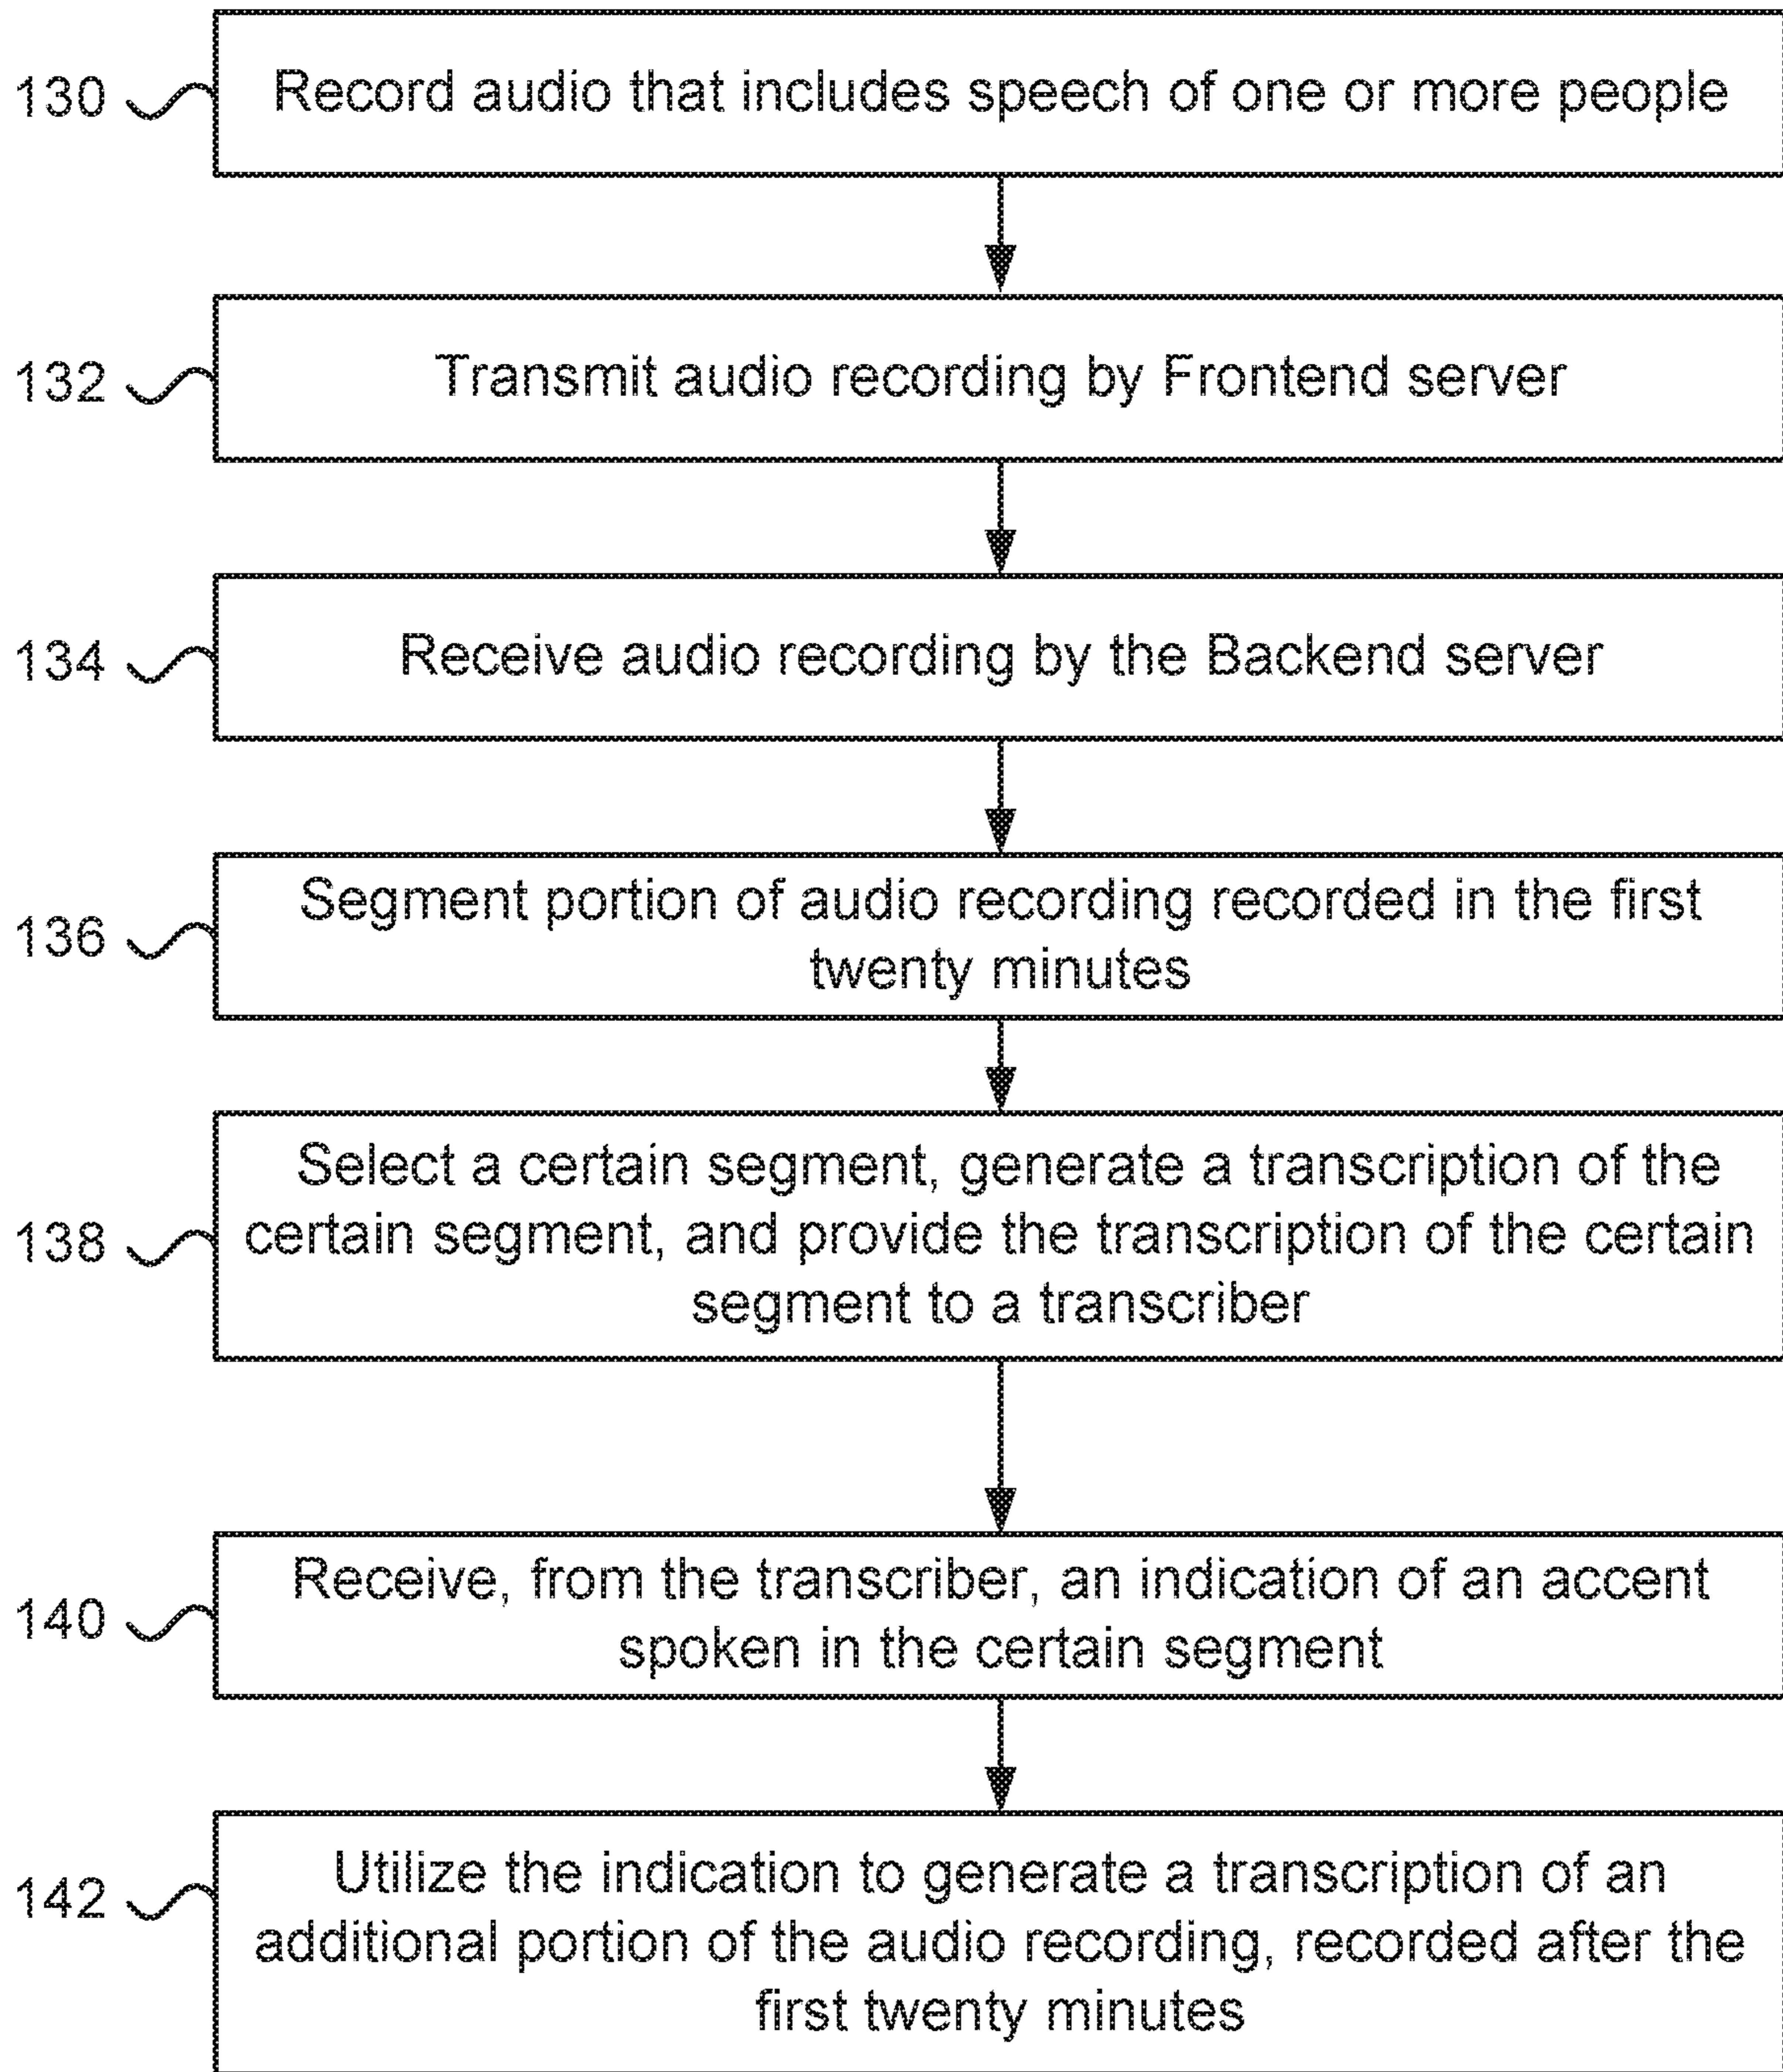 130
Record audio that includes speech of one or more people
132
Transmit audio recording by Frontend server
134
Receive audio recording by the Backend server
136
Segment portion of audio recording recorded in the first
twenty minutes
138
Select a certain segment, generate a transcription of the
certain segment, and provide the transcription of the certain
segment to a transcriber
140
Receive, from the transcriber, an indication of an accent
spoken in the certain segment
142
Utilize the indication to generate a transcription of an
additional portion of the audio recording, recorded after the
first twenty minutes